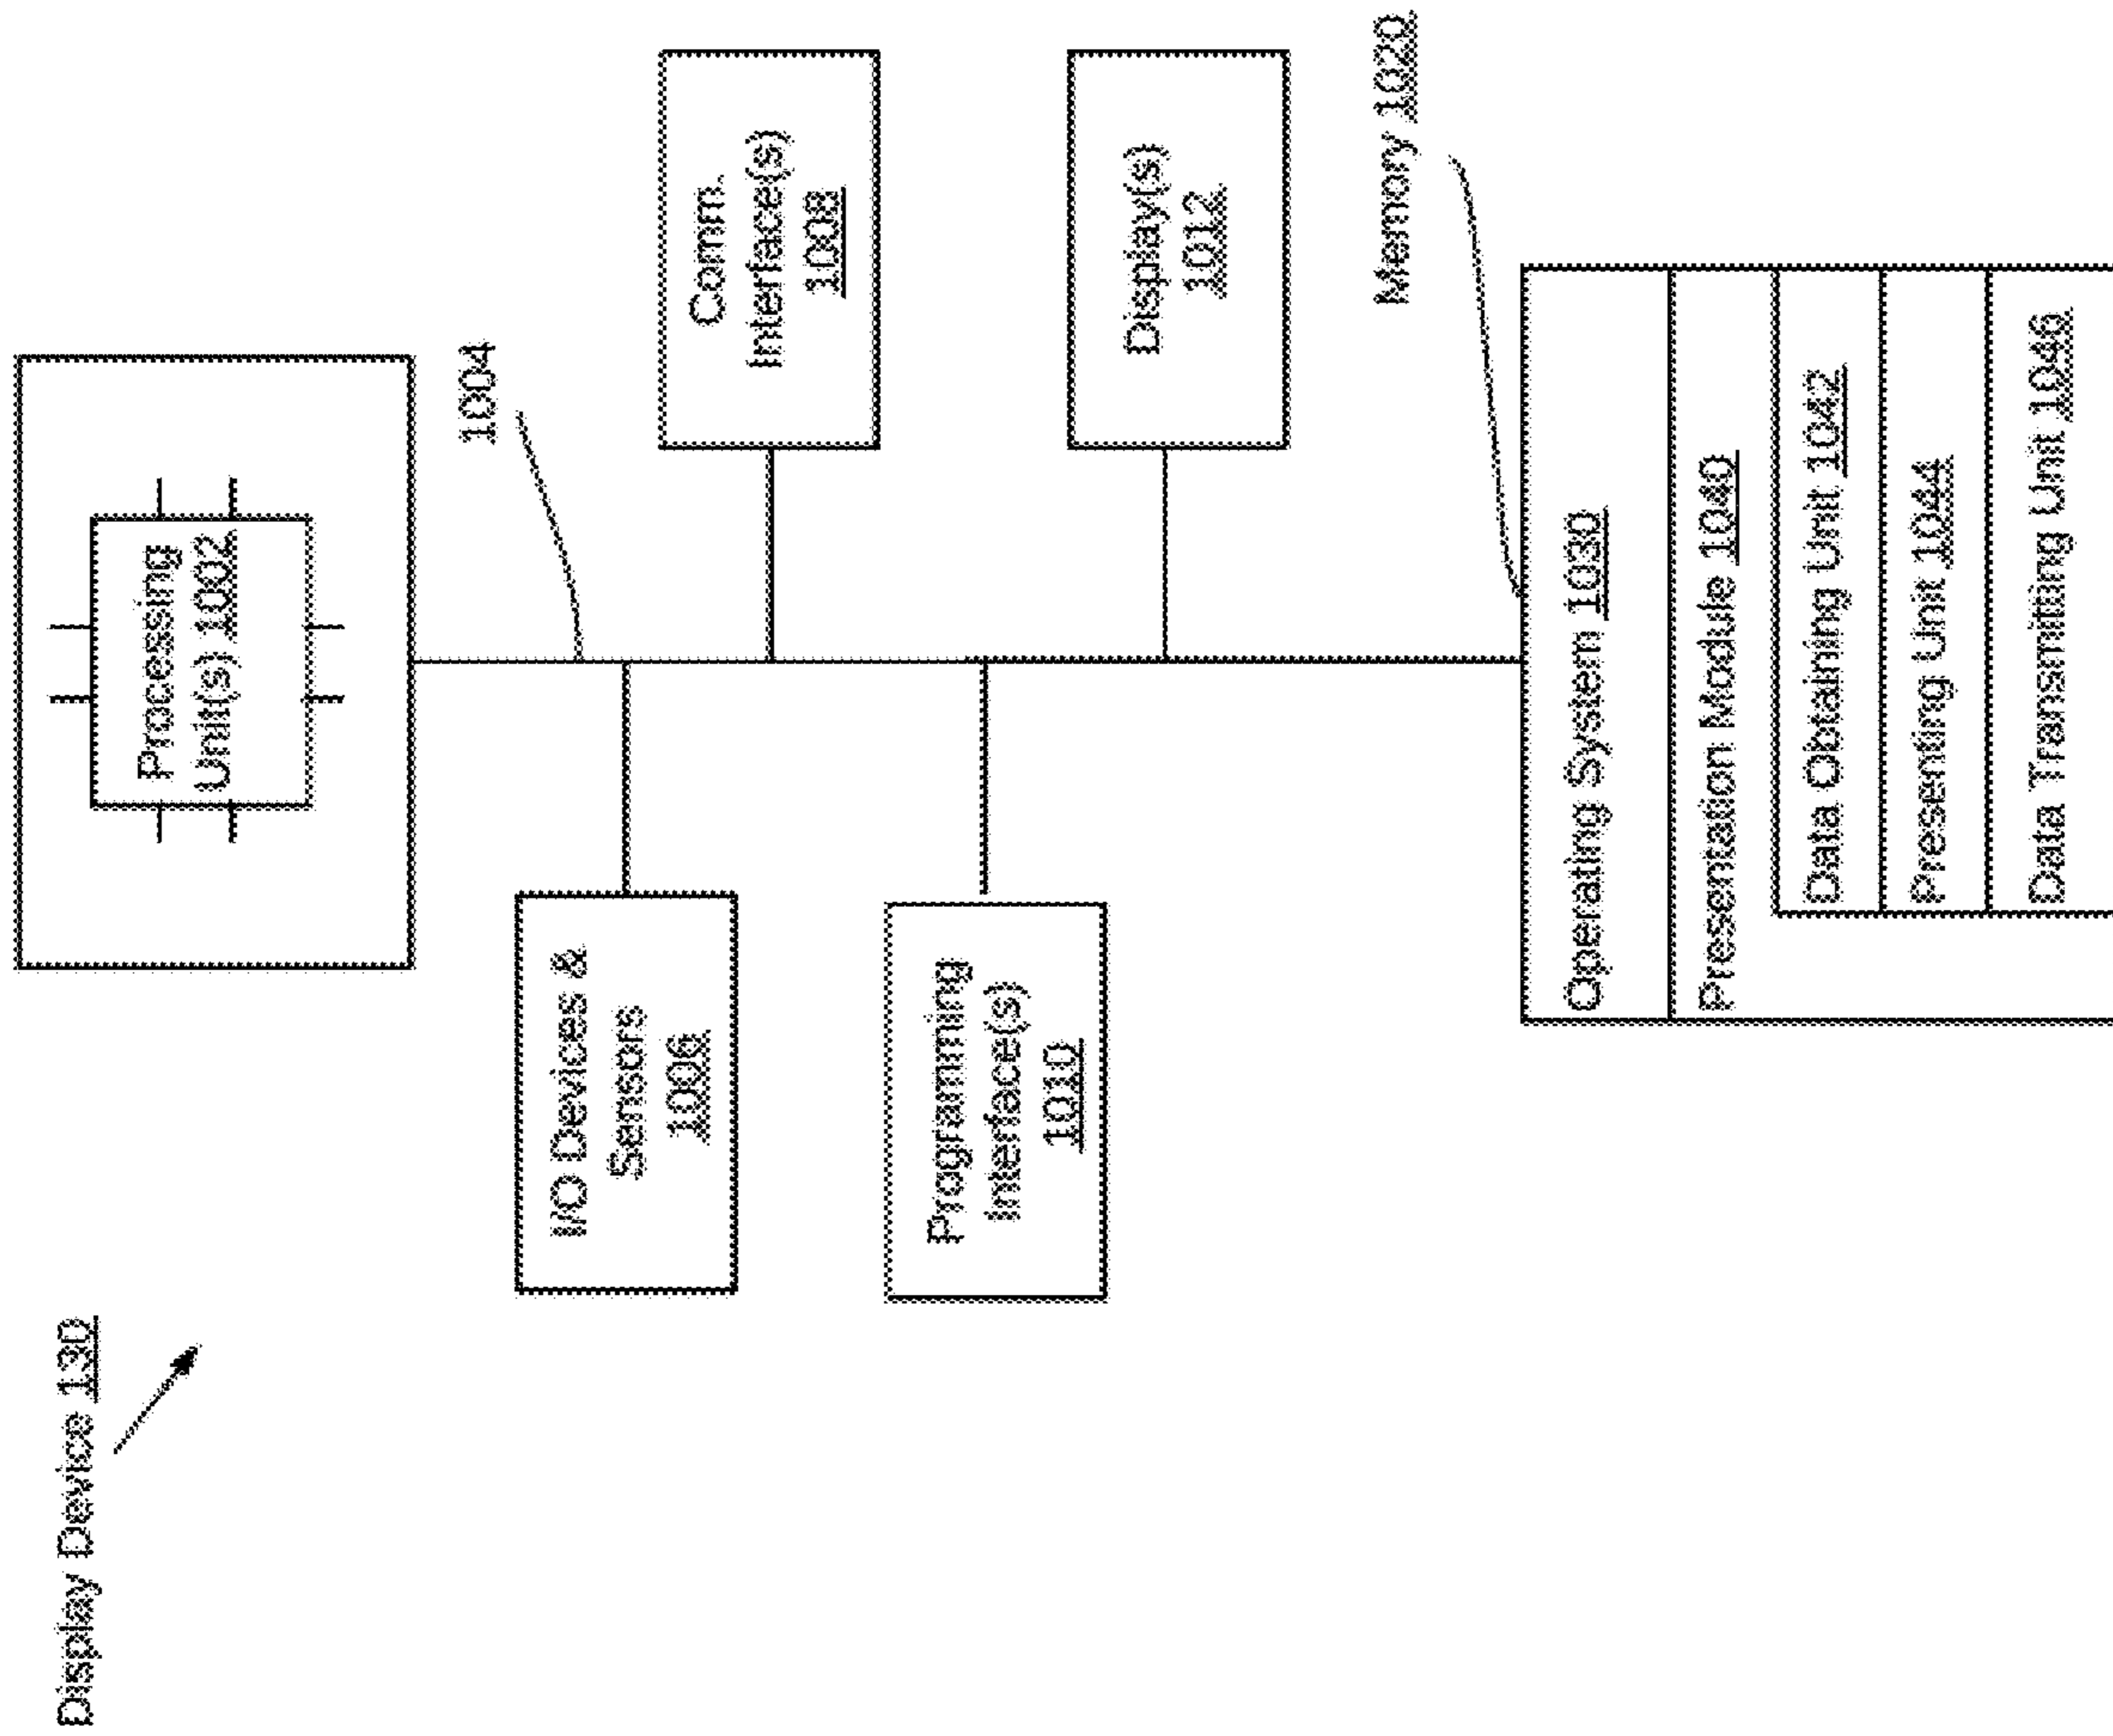 Display Device 130
Processing
Unit(s) 1002
1004
I/O Devices &
Sensors
1006
Comm.
Interface(s)
1008
Programming
Interface(s)
1010
Display(s)
1012
Memory 1020
Operating System 1030
Presentation Module 1040
Data Obtaining Unit 1042
Presenting Unit 1044
Data Transmitting Unit 1046